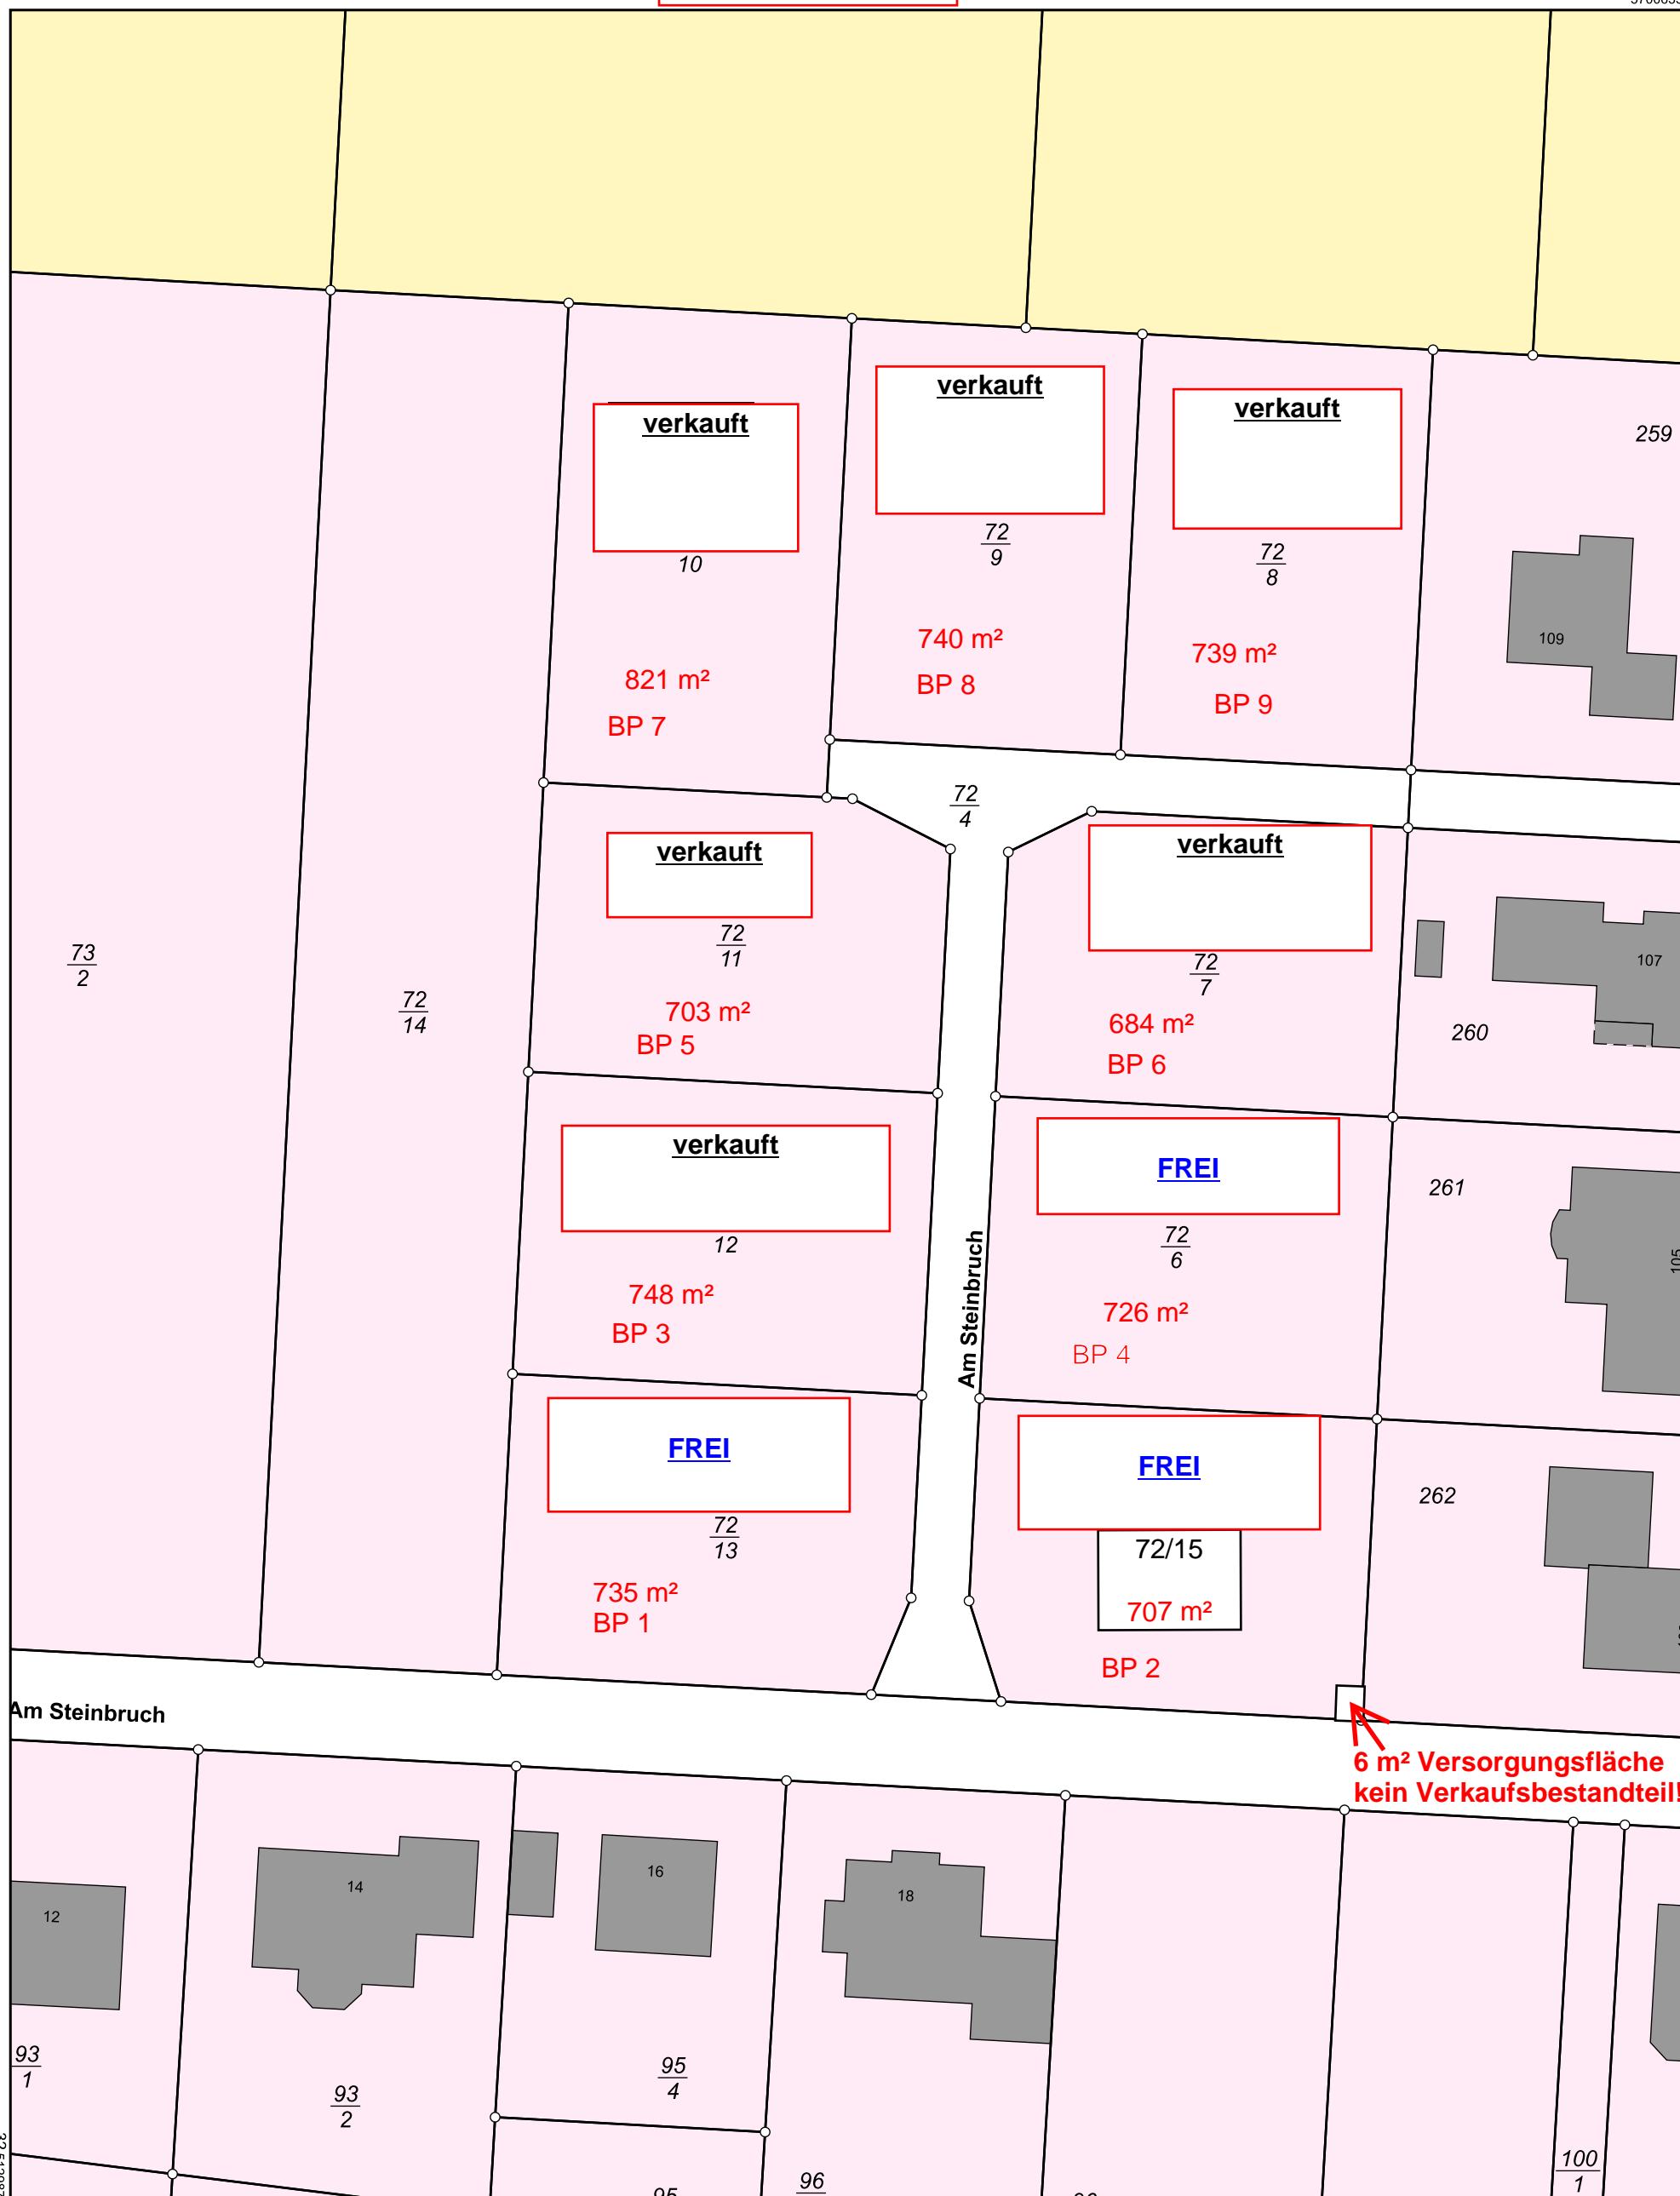 verkauft
verkauft
verkauft
259
10
72
9
72
8
109
740 m²
739 m²
821 m²
BP 8
BP 9
BP 7
72
4
verkauft
verkauft
72
11
72
7
107
73
2
72
14
703 m²
684 m²
260
BP 5
BP 6
verkauft
FREI
261
12
72
6
105
748 m²
726 m²
BP 3
BP 4
Am Steinbruch
FREI
FREI
262
72
13
72/15
735 m²
707 m²
BP 1
BP 2
Am Steinbruch
6 m² Versorgungsfläche
kein Verkaufsbestandteil!
12
14
16
18
93
1
93
2
95
4
96
100
1